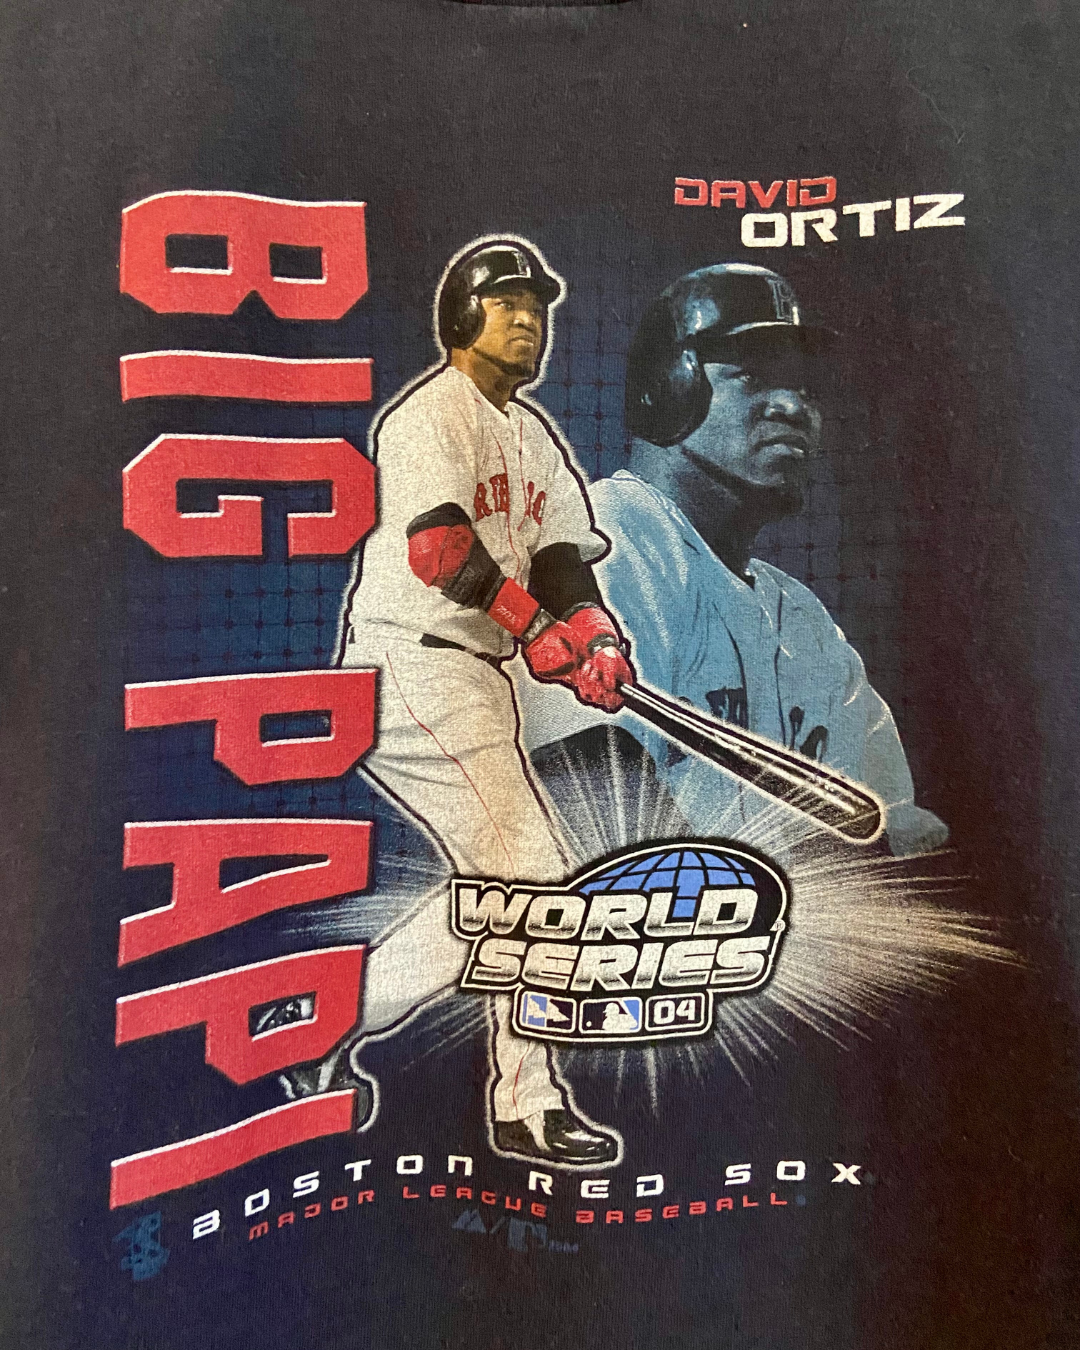 BIG PAPI
DAVID
ORTIZ
WORLD
SERIES
04
BOSTON RED SOX
MAJOR LEAGUE BASEBALL